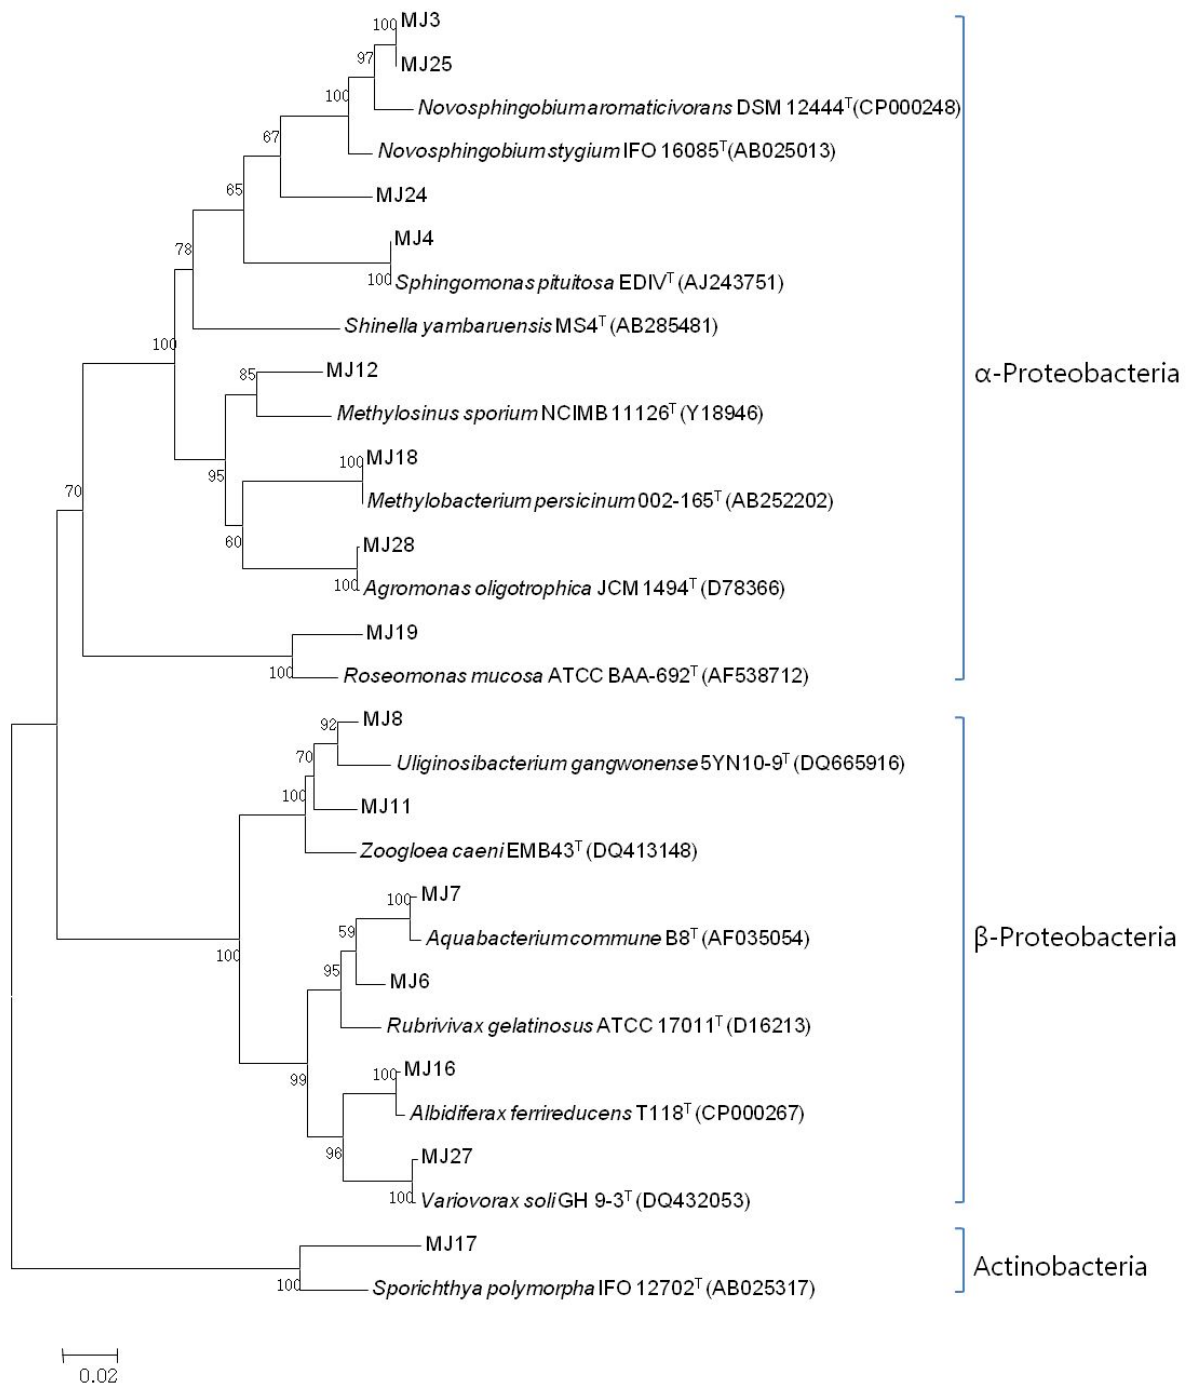 100 MJ3
97 MJ25
100 Novosphingobium aromaticivorans DSM 12444T(CP000248)
67 Novosphingobium stygium IFO 16085T(AB025013)
65 MJ24
78 MJ4
100 Sphingomonas pituitosa EDIVT (AJ243751)
Shinella yambaruensis MS4T (AB285481)
100
85 MJ12
α-Proteobacteria
Methylosinus sporium NCIMB 11126T (Y18946)
100 MJ18
95
70 Methylobacterium persicinum 002-165T (AB252202)
60 MJ28
100 Agromonas oligotrophica JCM 1494T (D78366)
MJ19
100 Roseomonas mucosa ATCC BAA-692T (AF538712)
92 MJ8
70 Uliginosibacterium gangwonense 5YN10-9T (DQ665916)
100 MJ11
Zoogloea caeni EMB43T (DQ413148)
100 MJ7
59 Aquabacterium commune B8T (AF035054)
β-Proteobacteria
100
95 MJ6
Rubrivivax gelatinosus ATCC 17011T (D16213)
99 100 MJ16
Albidiferax ferrireducens T118T (CP000267)
96 MJ27
100 Variovorax soli GH 9-3T (DQ432053)
MJ17
Actinobacteria
100 Sporichthya polymorpha IFO 12702T (AB025317)
0.02